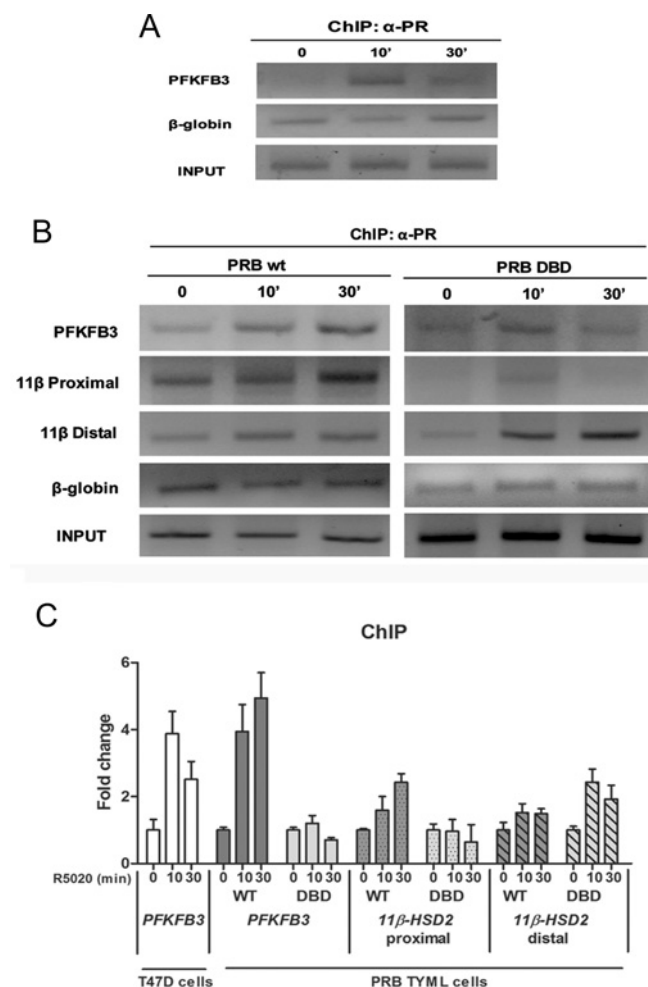 A
ChIP: α-PR
0 10' 30'
PFKFB3
β-globin
INPUT
B
ChIP: α-PR
PRB wt PRB DBD
0 10' 30' 0 10' 30'
PFKFB3
11β Proximal
11β Distal
β-globin
INPUT
C
ChIP
Fold change
6
4
2
0
R5020 (min) 0 10 30 0 10 30 0 10 30 0 10 30 0 10 30 0 10 30 0 10 30
WT DBD WT DBD WT DBD
PFKFB3 PFKFB3 11β-HSD2 11β-HSD2
proximal distal
T47D cells PRB TYML cells